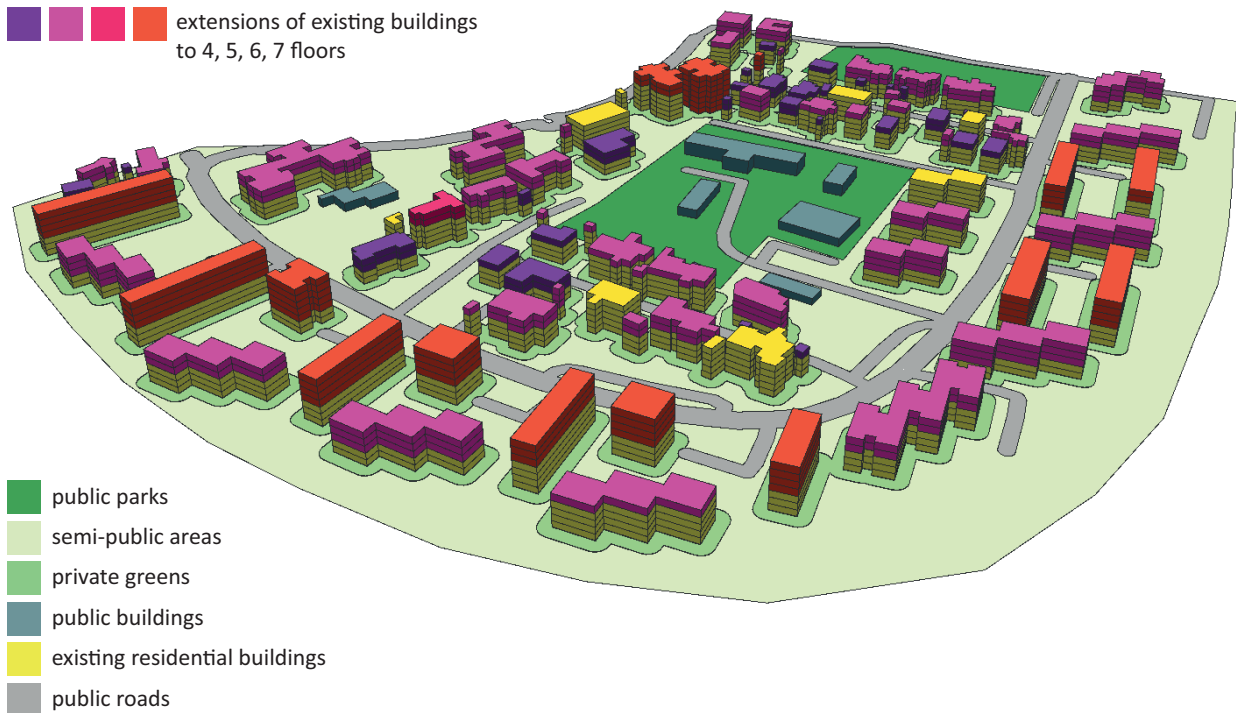 extensions of existing buildings
to 4, 5, 6, 7 floors
public parks
semi-public areas
private greens
public buildings
existing residential buildings
public roads